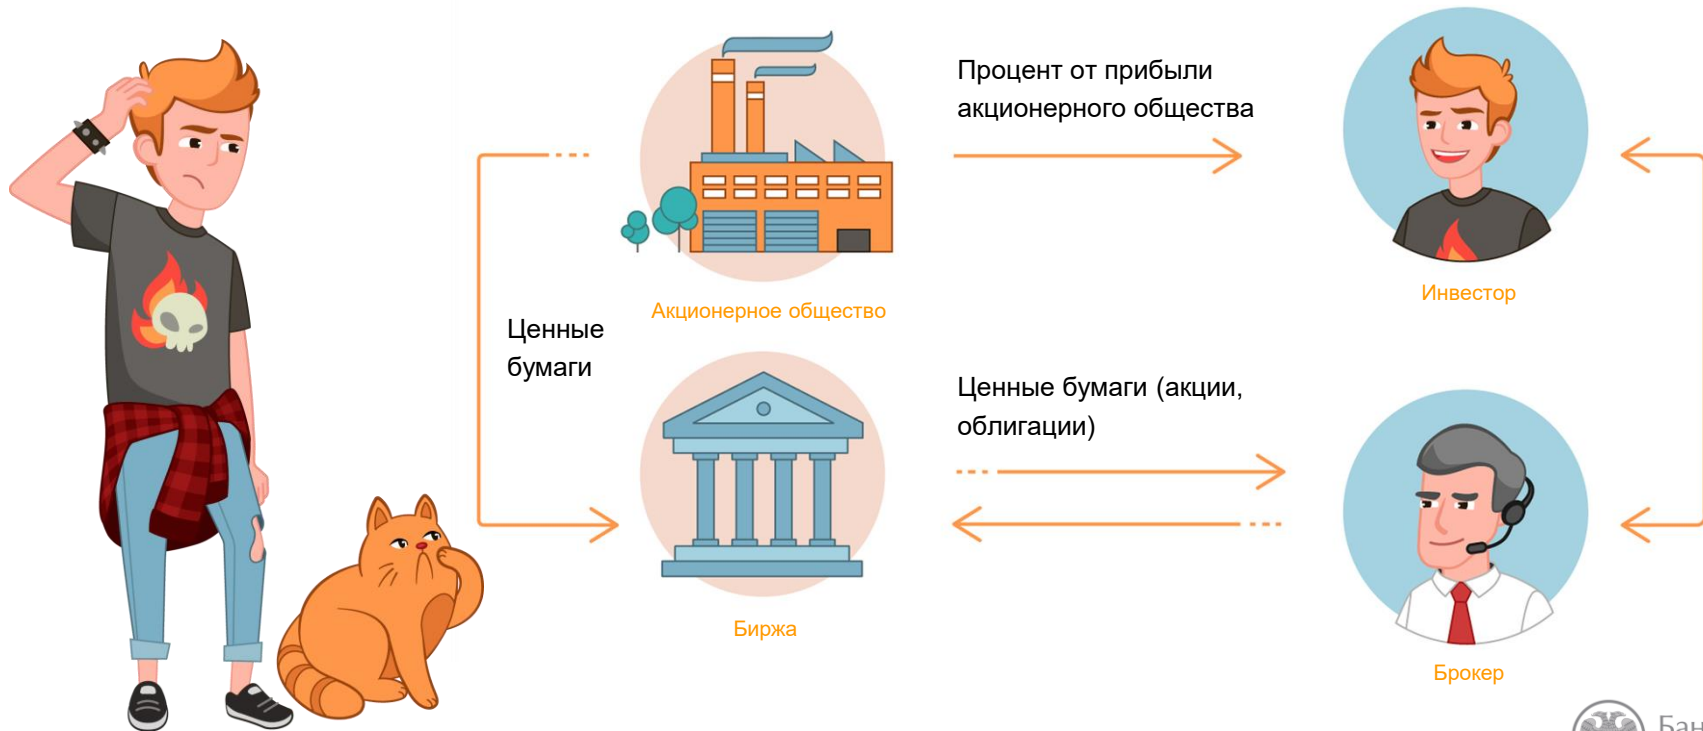 Процент от прибыли
акционерного общества
Акционерное общество
Инвестор
Ценные
бумаги
Ценные бумаги (акции,
облигации)
Биржа
Брокер